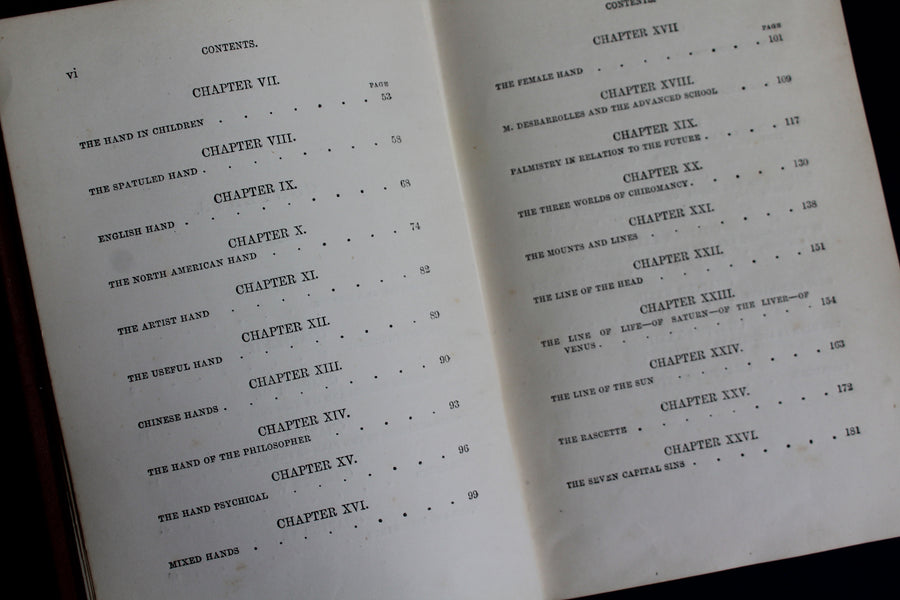 vi
CONTENTS.
CHAPTER VII.
PAGE
THE HAND IN CHILDREN . . . . . . 53
CHAPTER VIII.
THE SPATULED HAND . . . . . . . 58
CHAPTER IX.
ENGLISH HAND . . . . . . . . 68
CHAPTER X.
THE NORTH AMERICAN HAND . . . . . 74
CHAPTER XI.
THE ARTIST HAND . . . . . . . 82
CHAPTER XII.
THE USEFUL HAND . . . . . . . 89
CHAPTER XIII.
CHINESE HANDS . . . . . . . . 90
CHAPTER XIV.
THE HAND OF THE PHILOSOPHER . . . . 93
CHAPTER XV.
THE HAND PSYCHICAL . . . . . . 96
CHAPTER XVI.
MIXED HANDS . . . . . . . . 99
CONTENTS.
CHAPTER XVII
PAGE
THE FEMALE HAND . . . . . . . 101
CHAPTER XVIII.
M. DESBARROLLES AND THE ADVANCED SCHOOL . . 109
CHAPTER XIX.
PALMISTRY IN RELATION TO THE FUTURE . . . . 117
CHAPTER XX.
THE THREE WORLDS OF CHIROMANCY . . . . . 130
CHAPTER XXI.
THE MOUNTS AND LINES . . . . . . 138
CHAPTER XXII.
THE LINE OF THE HEAD . . . . . . 151
CHAPTER XXIII.
THE LINE OF LIFE—OF SATURN—OF THE LIVER—OF
VENUS . . . . . . . . 154
CHAPTER XXIV.
THE LINE OF THE SUN . . . . . . 163
CHAPTER XXV.
THE RASCETTE . . . . . . . 172
CHAPTER XXVI.
THE SEVEN CAPITAL SINS . . . . . . 181